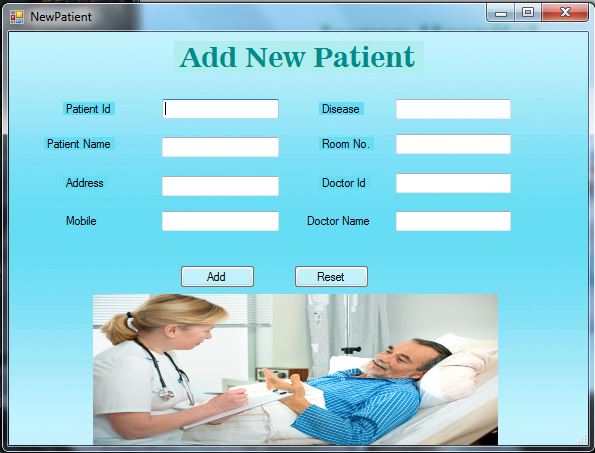 NewPatient
Add New Patient
Patient Id
Disease
Patient Name
Room No.
Address
Doctor Id
Mobile
Doctor Name
Add
Reset